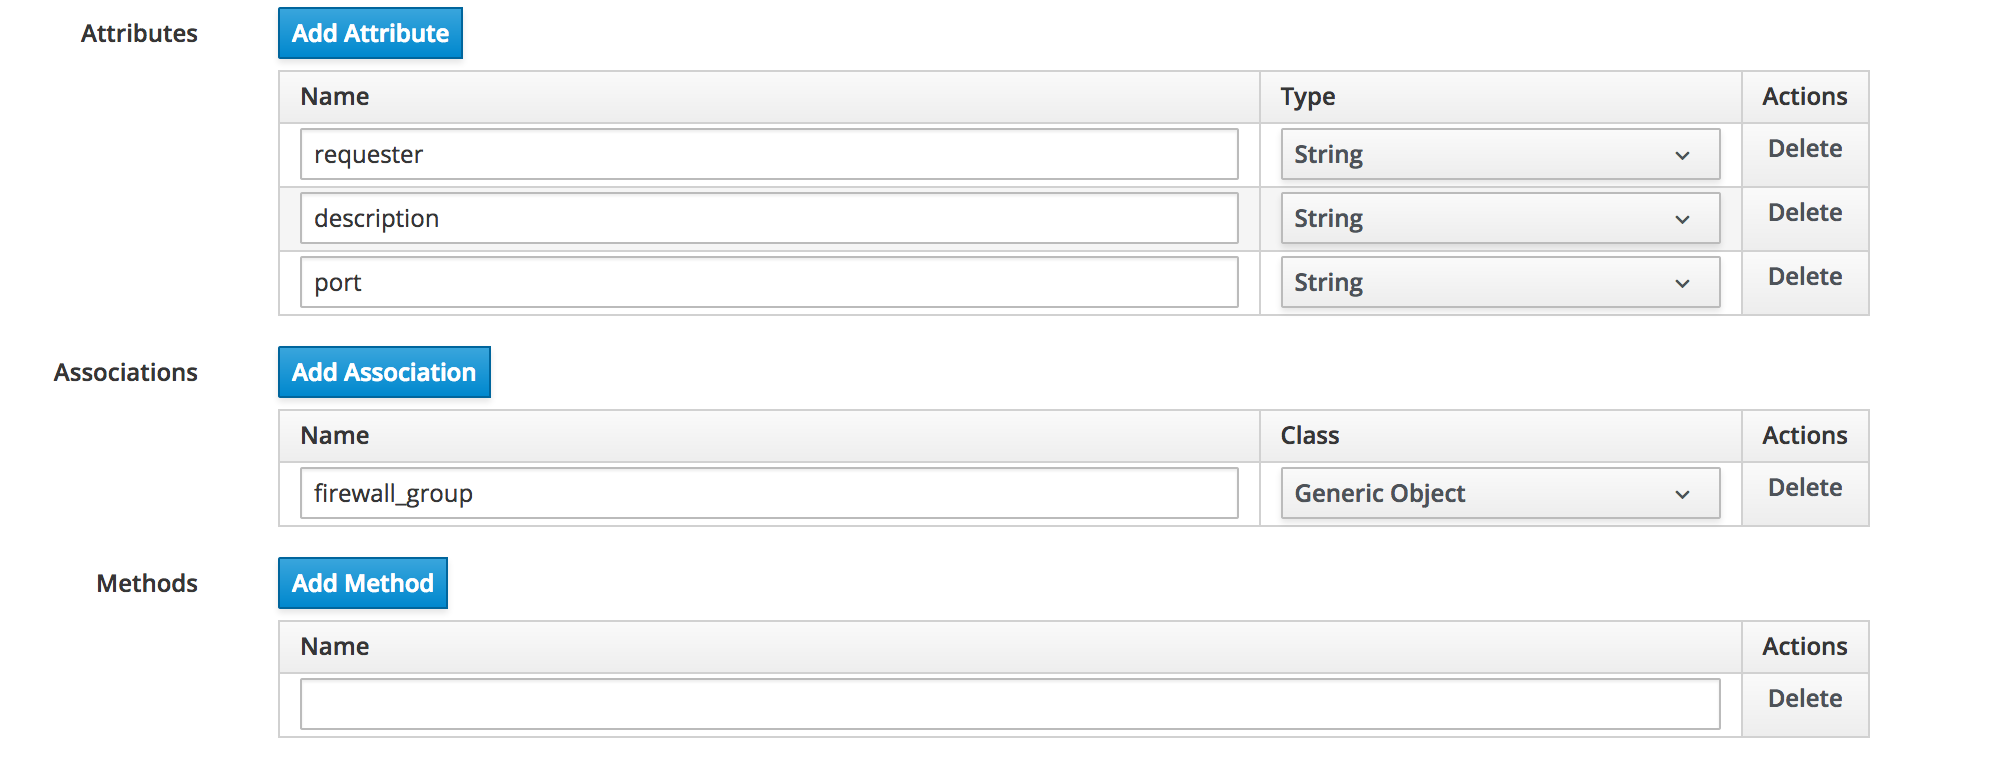 Attributes Add Attribute
Name Type Actions
requester String Delete
description String Delete
port String Delete
Associations Add Association
Name Class Actions
firewall_group Generic Object Delete
Methods Add Method
Name Actions
Delete